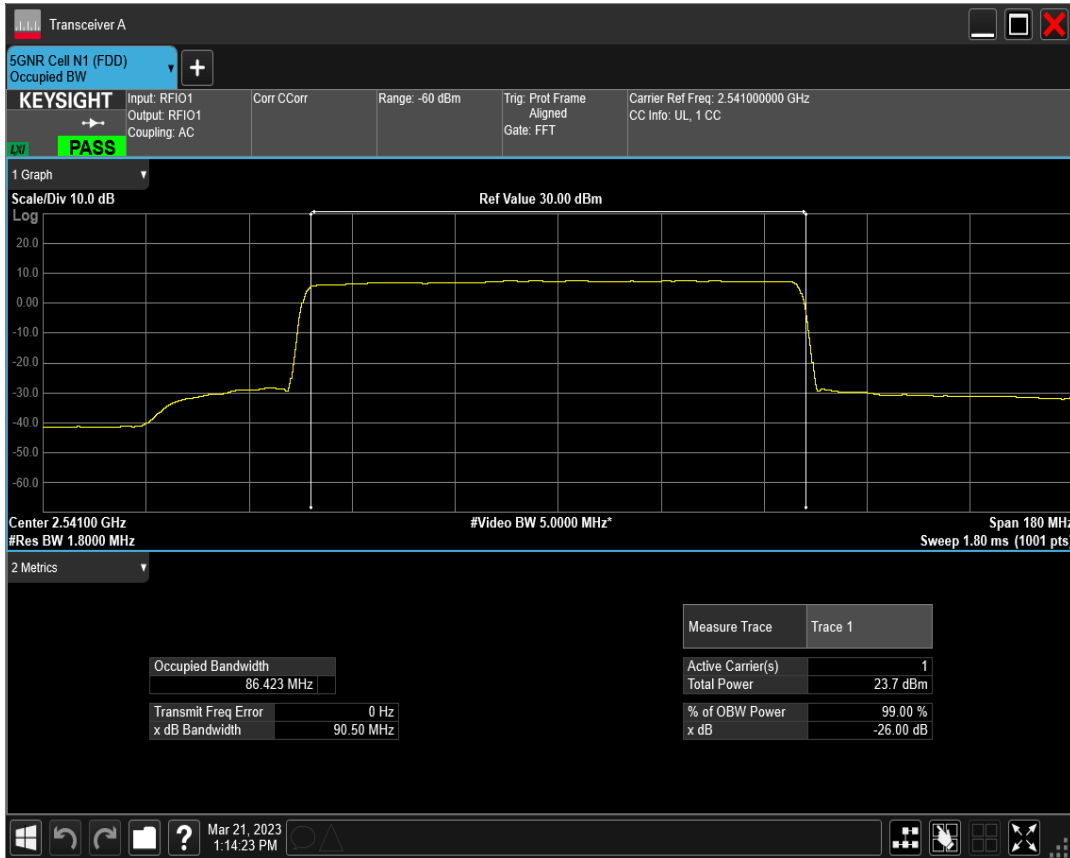 Transceiver A
5GNR Cell N1 (FDD)
Occupied BW
+
KEYSIGHT
LXI
PASS
Input: RFIO1
Output: RFIO1
Coupling: AC
Corr CCorr
Range: -60 dBm
Trig: Prot Frame
Aligned
Gate: FFT
Carrier Ref Freq: 2.541000000 GHz
CC Info: UL, 1 CC
1 Graph
Scale/Div 10.0 dB
Ref Value 30.00 dBm
Log
20.0
10.0
0.00
-10.0
-20.0
-30.0
-40.0
-50.0
-60.0
Center 2.54100 GHz
#Video BW 5.0000 MHz*
Span 180 MHz
#Res BW 1.8000 MHz
Sweep 1.80 ms (1001 pts)
2 Metrics
Measure Trace Trace 1
Occupied Bandwidth
86.423 MHz
Active Carrier(s) 1
Total Power 23.7 dBm
Transmit Freq Error 0 Hz
x dB Bandwidth 90.50 MHz
% of OBW Power 99.00 %
x dB -26.00 dB
?
Mar 21, 2023
1:14:23 PM